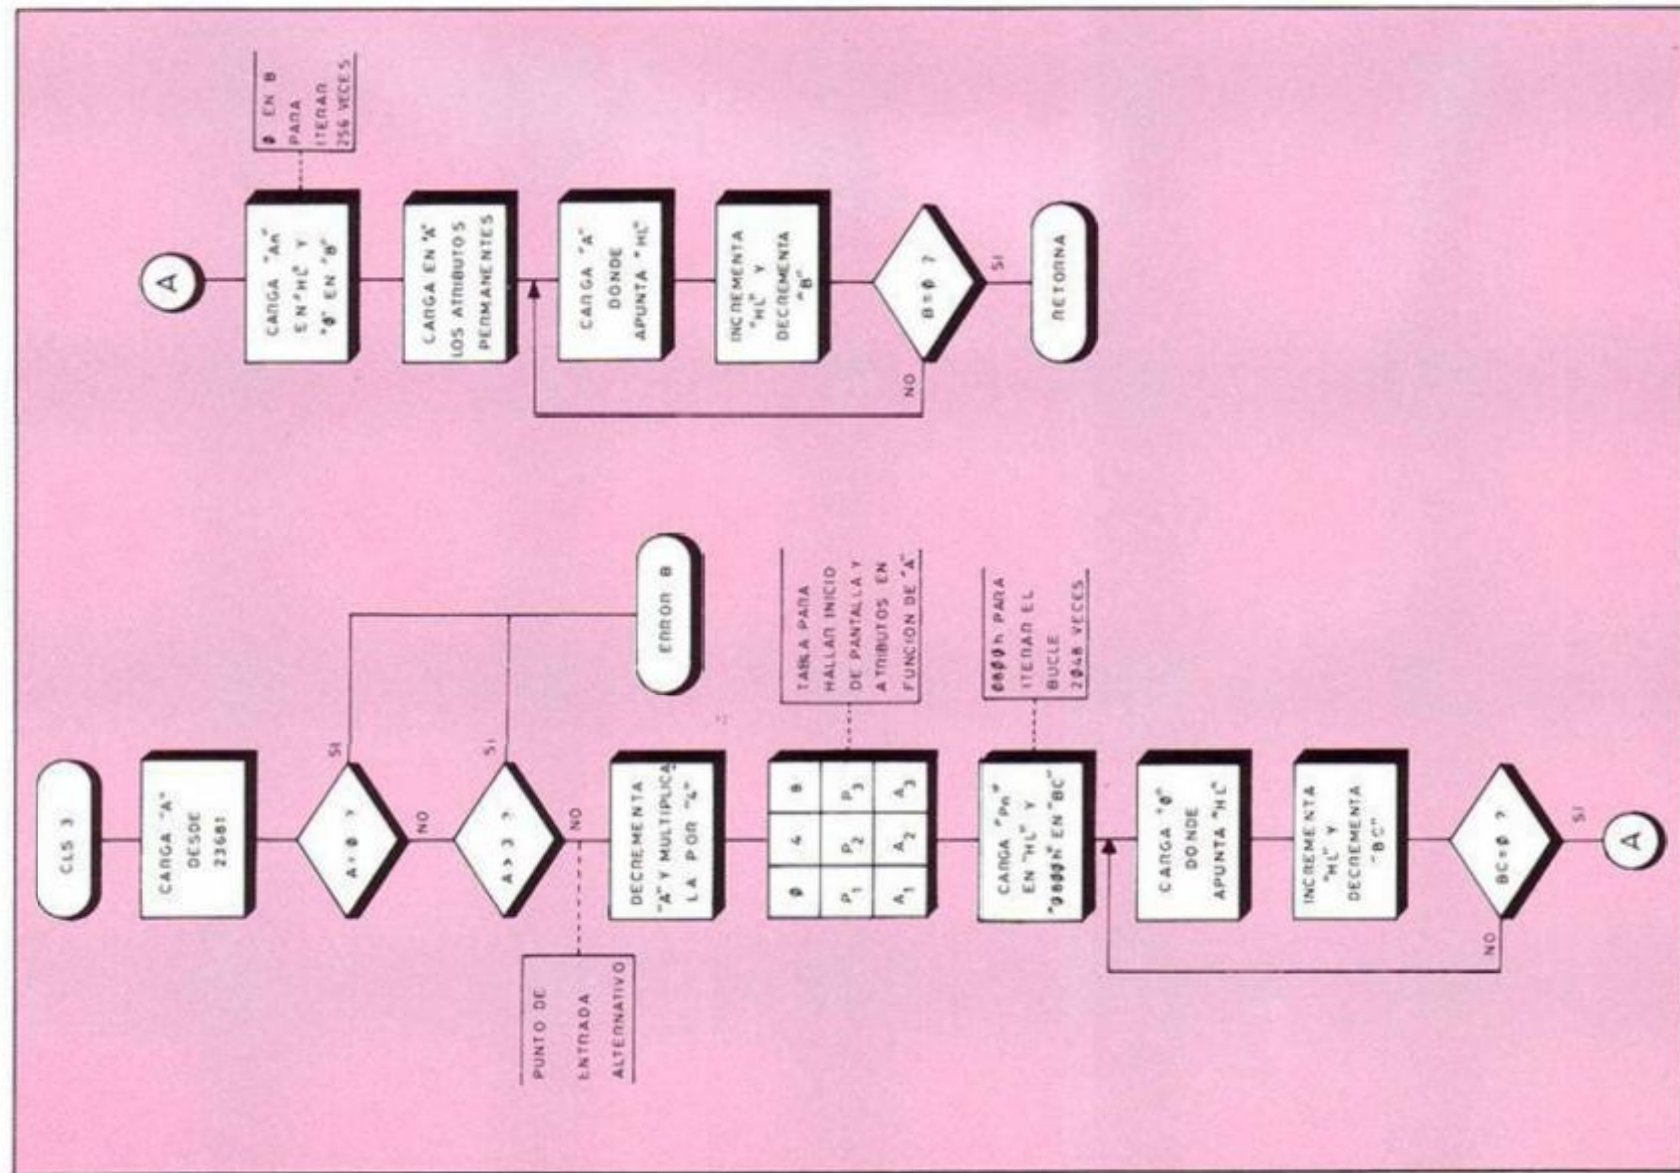 CLS 3
CARGA "A"
DESDE
23681
A=Ø ?
SI
NO
A>3 ?
SI
NO
ERROR B
PUNTO DE
ENTRADA
ALTERNATIVO
DECREMENTA
"A" Y MULTIPLICA
LA POR "4"
Ø 4 8
P1 P2 P3
A1 A2 A3
TABLA PARA
HALLAR INICIO
DE PANTALLA Y
ATRIBUTOS EN
FUNCION DE "A"
CARGA "Pn"
EN "HL" Y
"Ø8ØØh" EN "BC"
Ø8ØØh PARA
ITERAR EL
BUCLE
2Ø48 VECES
CARGA "Ø"
DONDE
APUNTA "HL"
INCREMENTA
"HL" Y
DECREMENTA
"BC"
BC=Ø ?
NO
SI
A
A
CARGA "An"
EN "HL" Y
"Ø" EN "B"
Ø EN B
PARA
ITERAR
256 VECES
CARGA EN "A"
LOS ATRIBUTOS
PERMANENTES
CARGA "A"
DONDE
APUNTA "HL"
INCREMENTA
"HL" Y
DECREMENTA
"B"
B=Ø ?
NO
SI
RETORNA